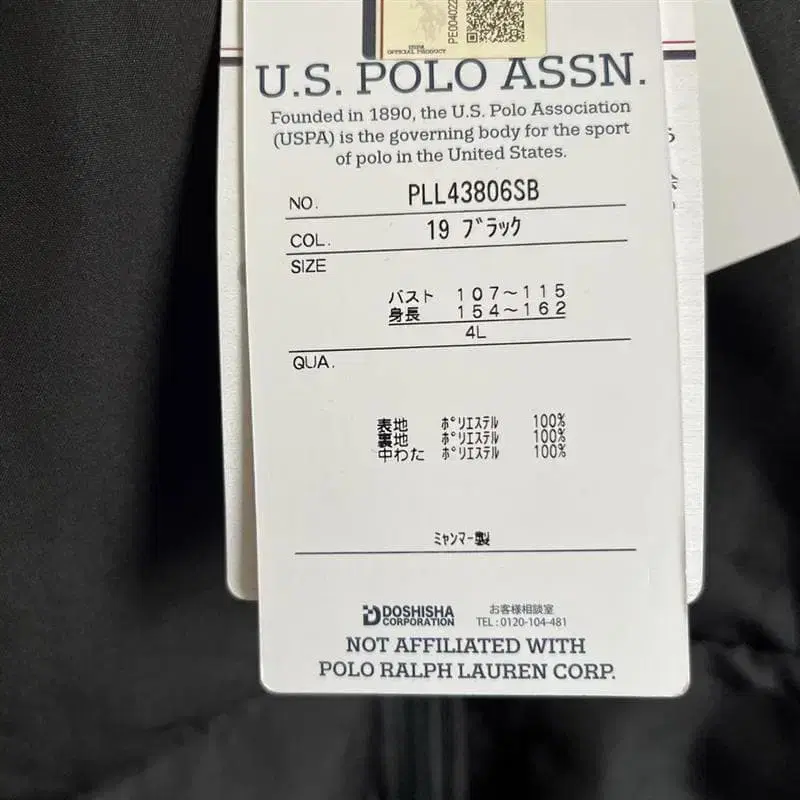 PE004022
USPA
OFFICIAL PRODUCT
U.S. POLO ASSN.
Founded in 1890, the U.S. Polo Association
(USPA) is the governing body for the sport
of polo in the United States.
NO. PLL43806SB
COL. 19 ブラック
SIZE
バスト 107~115
身長 154~162
4L
QUA.
表地 ポリエステル 100%
裏地 ポリエステル 100%
中わた ポリエステル 100%
ミャンマー製
DOSHISHA
CORPORATION
お客様相談室
TEL:0120-104-481
NOT AFFILIATED WITH
POLO RALPH LAUREN CORP.